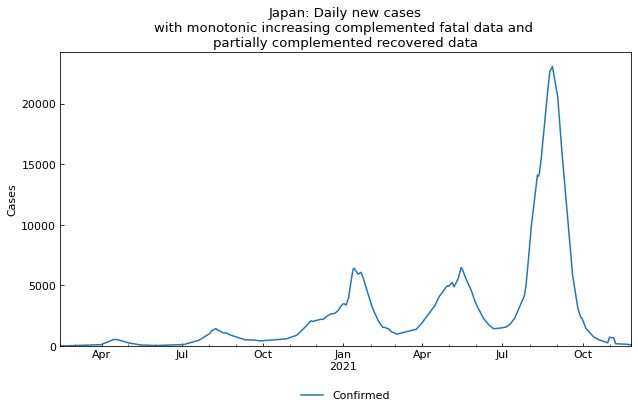 Japan: Daily new cases
with monotonic increasing complemented fatal data and
partially complemented recovered data
20000
15000
10000
5000
0
Cases
Apr
Jul
Oct
Jan
2021
Apr
Jul
Oct
Confirmed